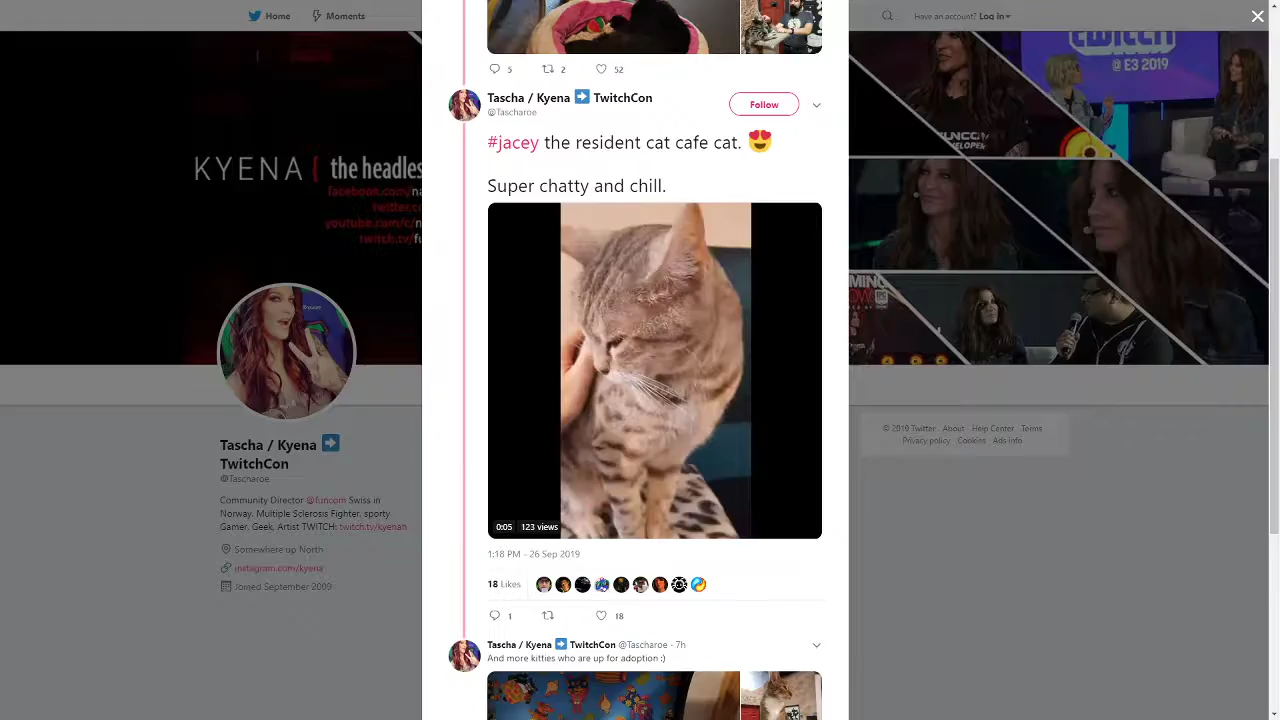 Home
Moments
Have an account? Log in
KYENA ( the headles
facebook.com/na
twitter.c
youtube.com/c/n
twitch.tv/fu
twitch
@ E3 2019
FUNCOM
DEVELOPER
5
2
52
Tascha / Kyena ➡ TwitchCon
@Tascharoe
Follow
#jacey the resident cat cafe cat. 😍
Super chatty and chill.
0:05 123 views
1:18 PM - 26 Sep 2019
18 Likes
1
18
Tascha / Kyena ➡ TwitchCon @Tascharoe · 7h
And more kitties who are up for adoption :)
Tascha / Kyena ➡
TwitchCon
@Tascharoe
Community Director @funcom Swiss in
Norway. Multiple Sclerosis Fighter, sporty
Gamer, Geek, Artist TWITCH: twitch.tv/kyenah
Somewhere up North
instagram.com/kyena
Joined September 2009
© 2019 Twitter About Help Center Terms
Privacy policy Cookies Ads info